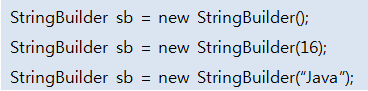 StringBuilder sb = new StringBuilder();
StringBuilder sb = new StringBuilder(16);
StringBuilder sb = new StringBuilder(“Java”);